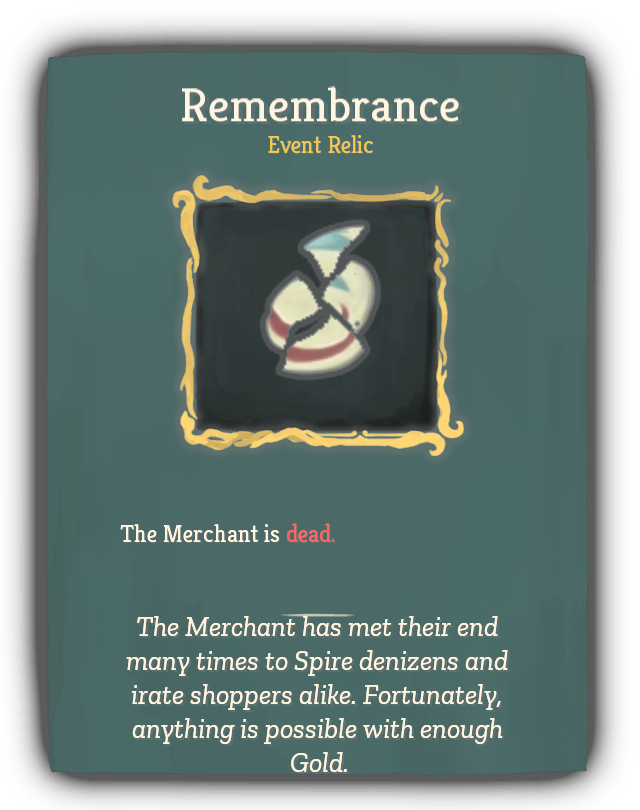 Remembrance
Event Relic
The Merchant is dead.
The Merchant has met their end
many times to Spire denizens and
irate shoppers alike. Fortunately,
anything is possible with enough
Gold.